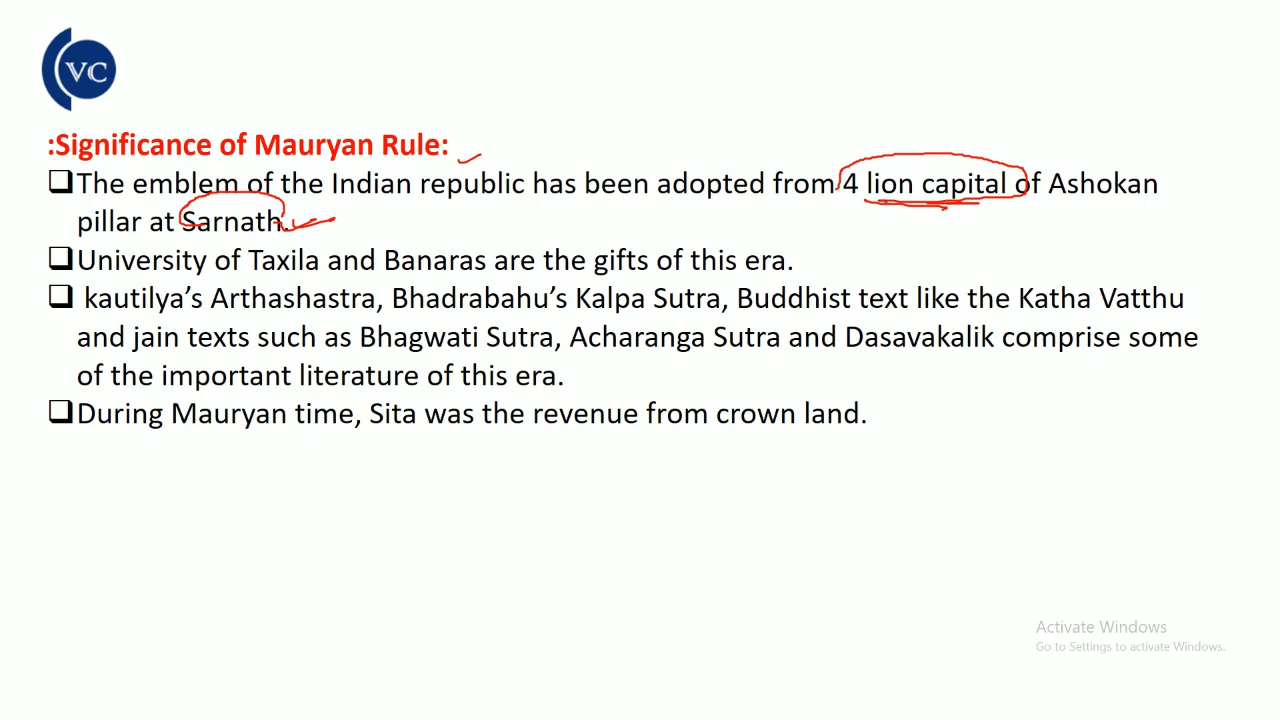 VC
:Significance of Mauryan Rule:
The emblem of the Indian republic has been adopted from 4 lion capital of Ashokan
pillar at Sarnath.
University of Taxila and Banaras are the gifts of this era.
kautilya's Arthashastra, Bhadrabahu's Kalpa Sutra, Buddhist text like the Katha Vatthu
and jain texts such as Bhagwati Sutra, Acharanga Sutra and Dasavakalik comprise some
of the important literature of this era.
During Mauryan time, Sita was the revenue from crown land.
Activate Windows
Go to Settings to activate Windows.